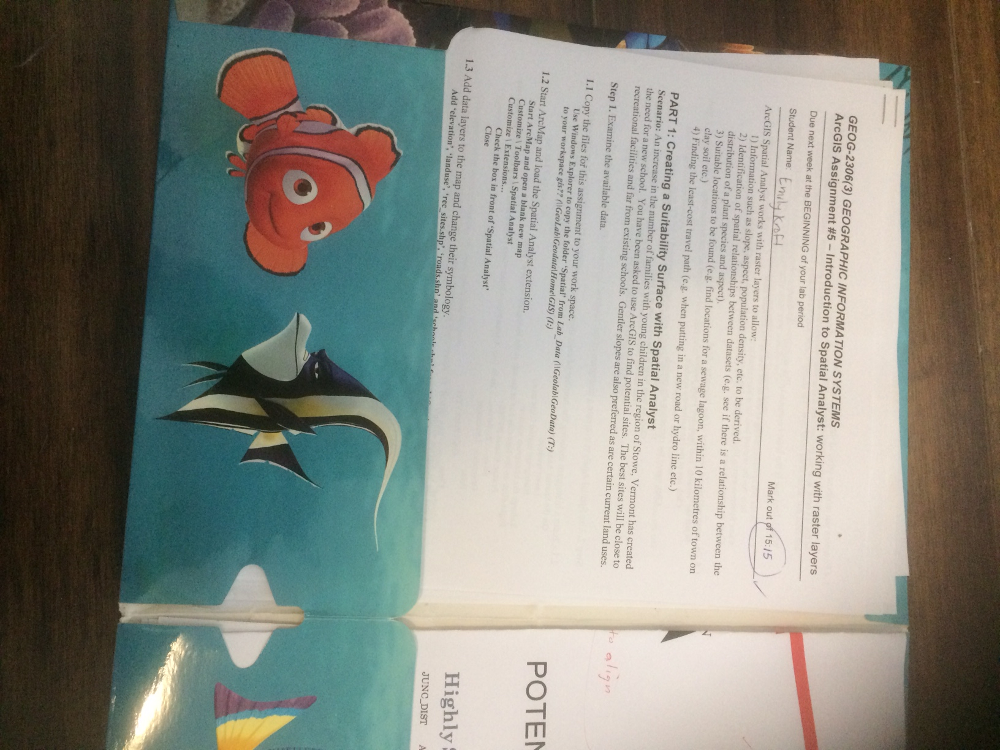 GEOG-2306(3) GEOGRAPHIC INFORMATION SYSTEMS
ArcGIS Assignment #5 – Introduction to Spatial Analyst: working with raster layers
Due next week at the BEGINNING of your lab period
Student Name: Emily Kroft
Mark out of 15: 15
ArcGIS Spatial Analyst works with raster layers to allow:
1) Information such as slope, aspect, population density, etc. to be derived.
2) Identification of spatial relationships between datasets (e.g. see if there is a relationship between the
distribution of a plant species and aspect).
3) Suitable locations to be found (e.g. find locations for a sewage lagoon, within 10 kilometres of town on
clay soil etc.)
4) Finding the least-cost travel path (e.g. when putting in a new road or hydro line etc.)
PART 1: Creating a Suitability Surface with Spatial Analyst
Scenario: An increase in the number of families with young children in the region of Stowe, Vermont has created
the need for a new school. You have been asked to use ArcGIS to find potential sites. The best sites will be close to
recreational facilities and far from existing schools. Gentler slopes are also preferred as are certain current land uses.
Step 1. Examine the available data.
1.1 Copy the files for this assignment to your work space.
Use Windows Explorer to copy the folder 'Spatial' from Lab_Data (\\Geolab\GeoData) (T:)
to your workspace gis?? (\\GeoLab\Geodata\Home\GIS) (I:)
1.2 Start ArcMap and load the Spatial Analyst extension.
Start ArcMap and open a blank new map
Customize \ Toolbars \ Spatial Analyst
Customize \ Extensions...
Check the box in front of 'Spatial Analyst'
Close
1.3 Add data layers to the map and change their symbology.
Add 'elevation', 'landuse', 'rec_sites.shp', 'roads.shp' and 'schools.shp'
N
to align
POTEN
Highly
JUNC_DIST